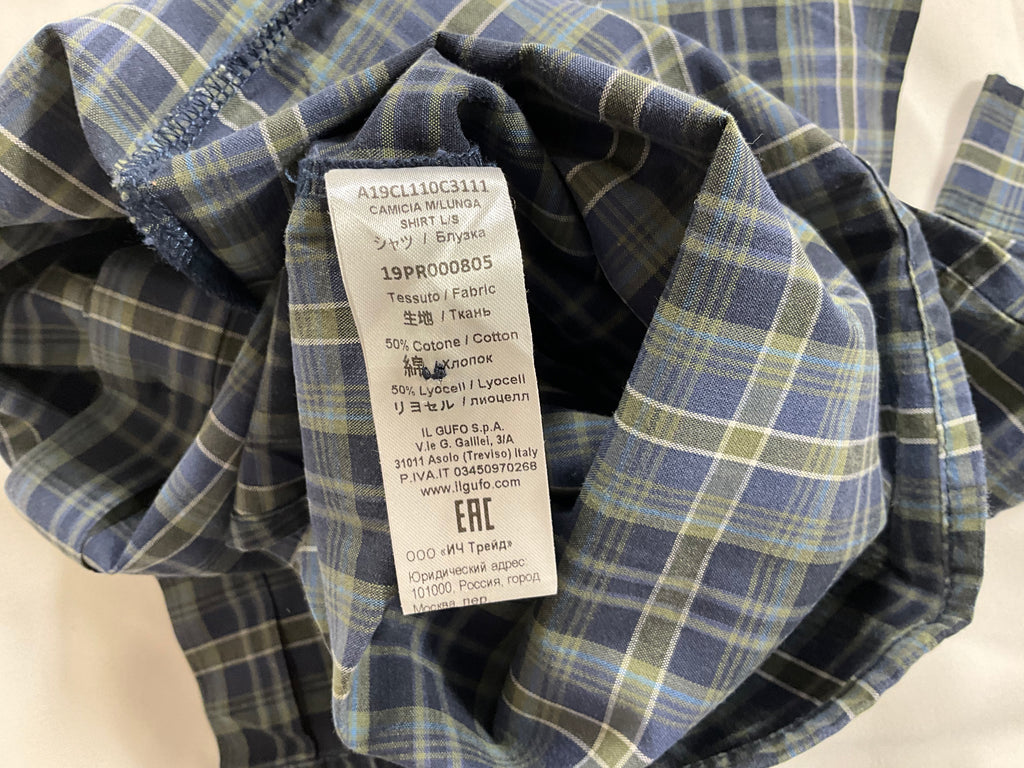 A19CL110C3111
CAMICIA M/LUNGA
SHIRT L/S
シャツ / Блузка
19PR000805
Tessuto / Fabric
生地 / Ткань
50% Cotone / Cotton
綿 / Хлопок
50% Lyocell / Lyocell
リヨセル / лиоцелл
IL GUFO S.p.A.
V.le G. Galilei, 3/A
31011 Asolo (Treviso) Italy
P.IVA.IT 03450970268
www.ilgufo.com
EAC
ООО «ИЧ Трейд»
Юридический адрес:
101000, Россия, город
Москва, пер.